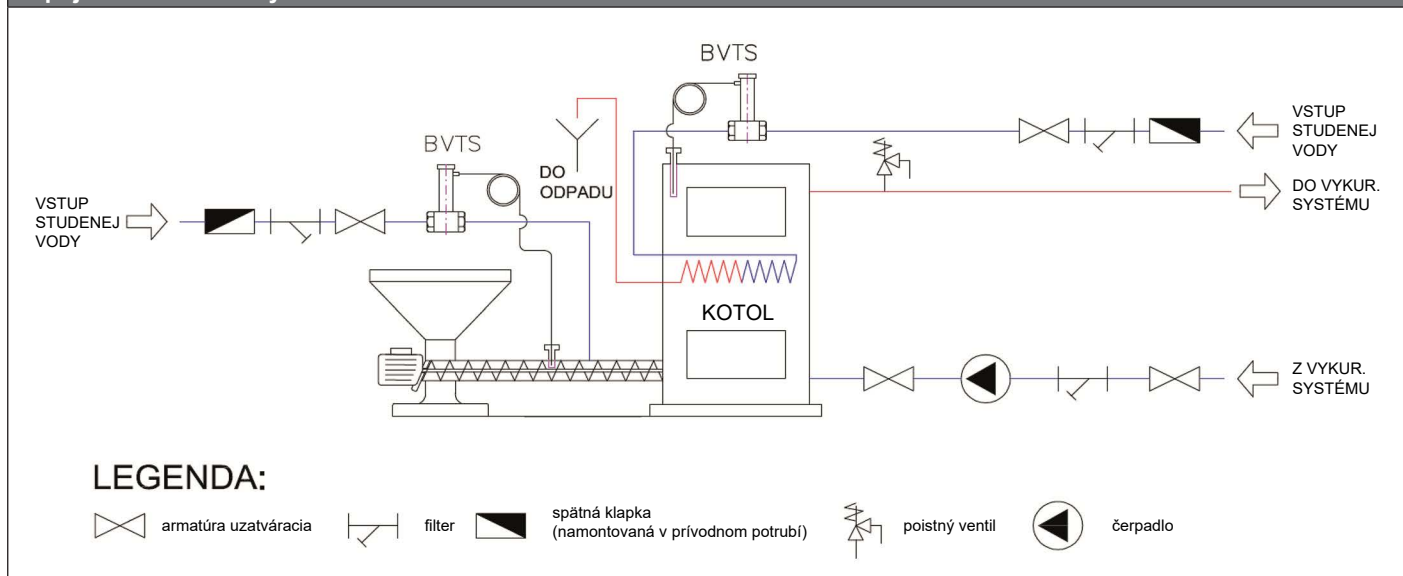 BVTS
VSTUP
STUDENEJ
VODY
BVTS
DO
ODPADU
DO VYKUR.
SYSTÉMU
VSTUP
STUDENEJ
VODY
KOTOL
Z VYKUR.
SYSTÉMU
LEGENDA:
armatúra uzatváracia
filter
spätná klapka
(namontovaná v prívodnom potrubí)
poistný ventil
čerpadlo